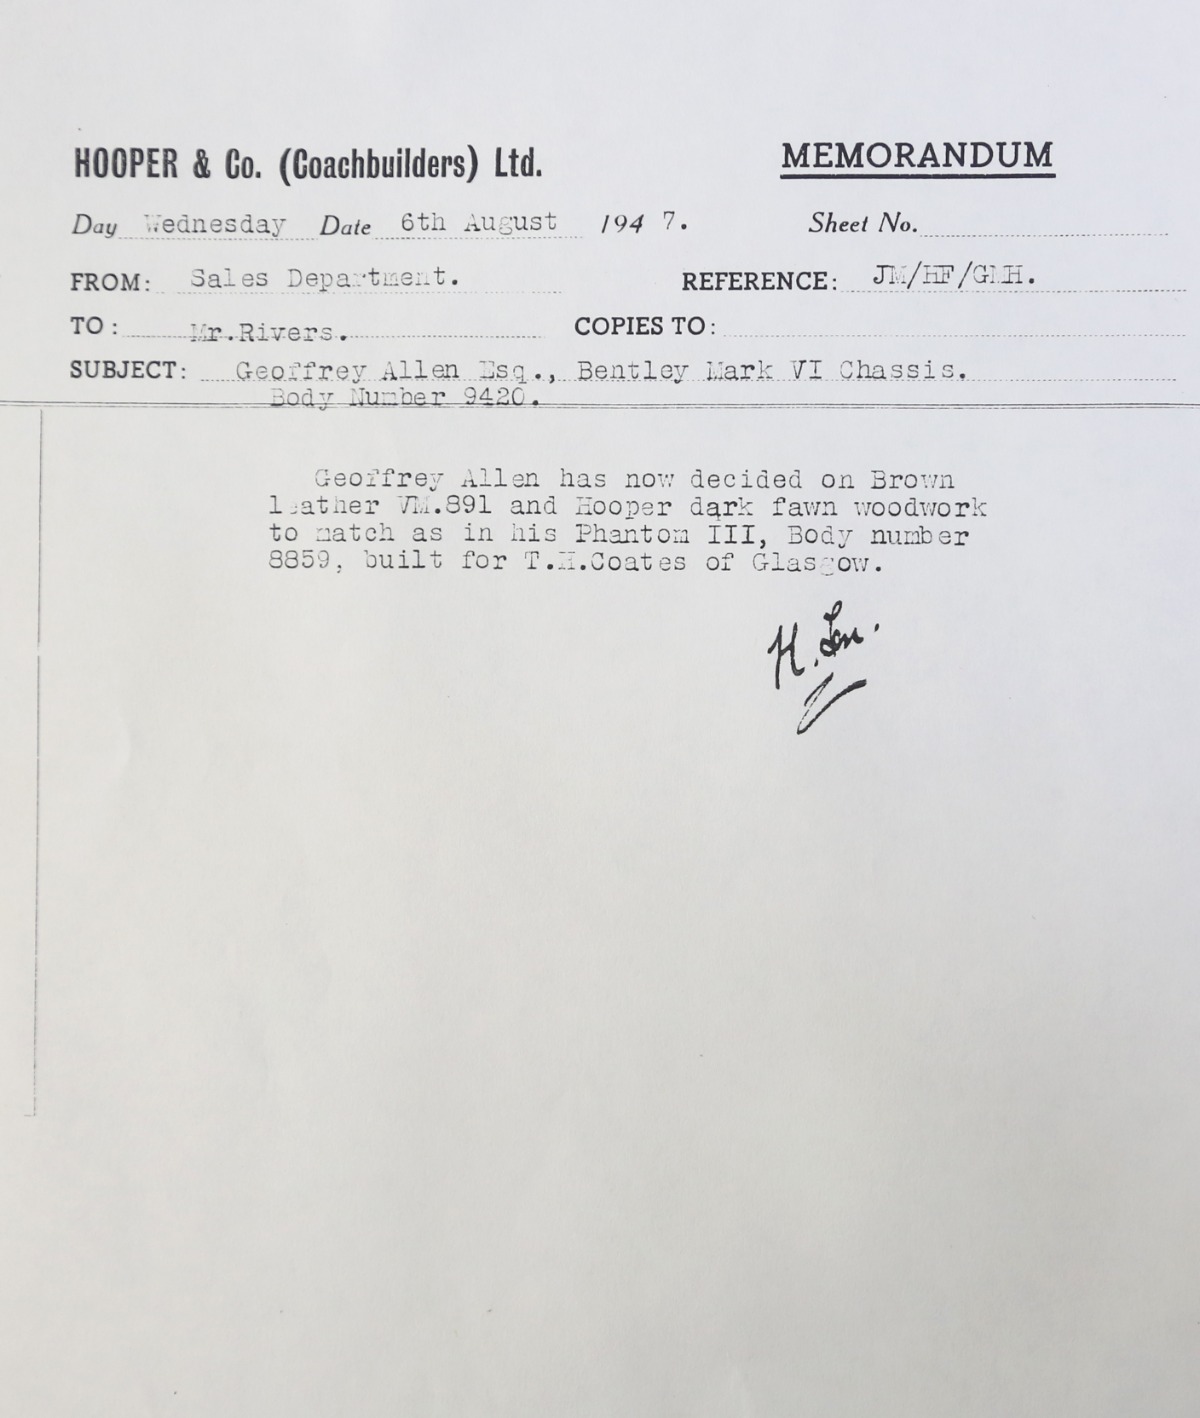 HOOPER & Co. (Coachbuilders) Ltd. MEMORANDUM
Day Wednesday Date 6th August 1947. Sheet No.
FROM: Sales Department. REFERENCE: JM/HF/GMH.
TO: Mr.Rivers. COPIES TO:
SUBJECT: Geoffrey Allen Esq., Bentley Mark VI Chassis.
Body Number 9420.
Geoffrey Allen has now decided on Brown
leather VM.891 and Hooper dark fawn woodwork
to match as in his Phantom III, Body number
8859, built for T.H.Coates of Glasgow.
H.